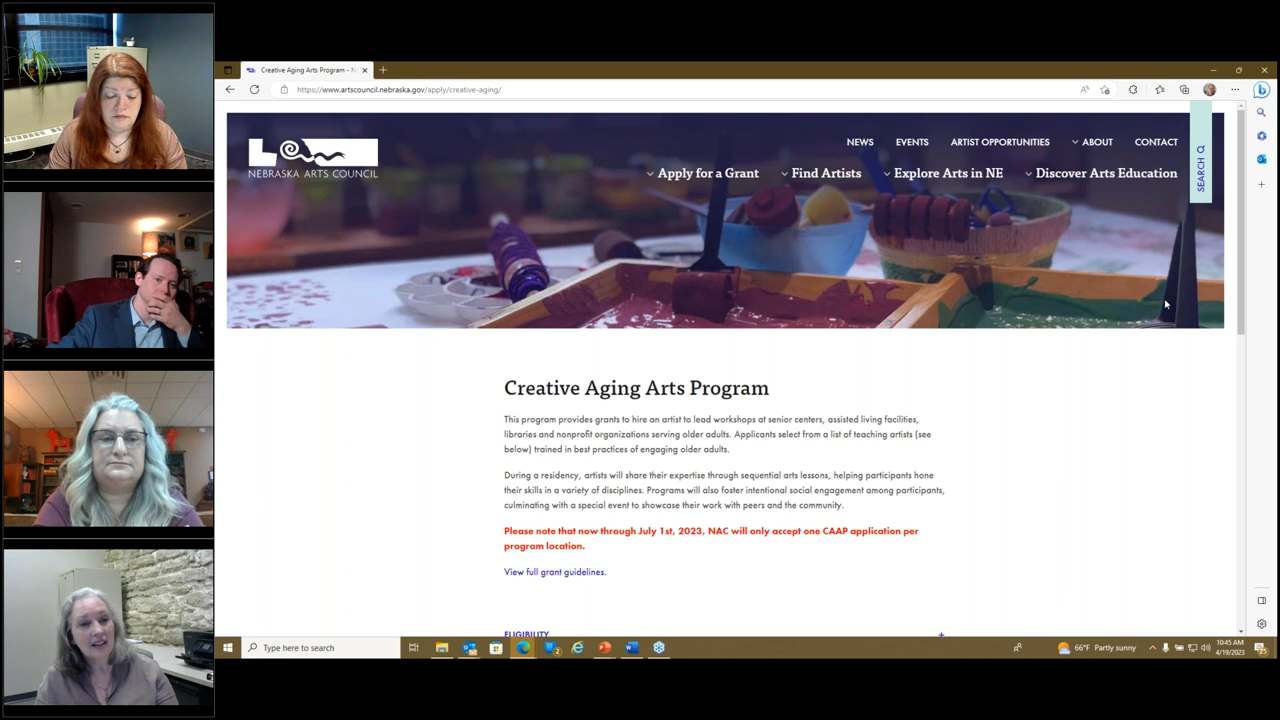 Creative Aging Arts Program - N
https://www.artscouncil.nebraska.gov/apply/creative-aging/
NEBRASKA ARTS COUNCIL
NEWS EVENTS ARTIST OPPORTUNITIES ABOUT CONTACT
Apply for a Grant Find Artists Explore Arts in NE Discover Arts Education
SEARCH
Creative Aging Arts Program
This program provides grants to hire an artist to lead workshops at senior centers, assisted living facilities,
libraries and nonprofit organizations serving older adults. Applicants select from a list of teaching artists (see
below) trained in best practices of engaging older adults.
During a residency, artists will share their expertise through sequential arts lessons, helping participants hone
their skills in a variety of disciplines. Programs will also foster intentional social engagement among participants,
culminating with a special event to showcase their work with peers and the community.
Please note that now through July 1st, 2023, NAC will only accept one CAAP application per
program location.
View full grant guidelines.
ELIGIBILITY +
Type here to search
66°F Partly sunny
10:45 AM
4/19/2023